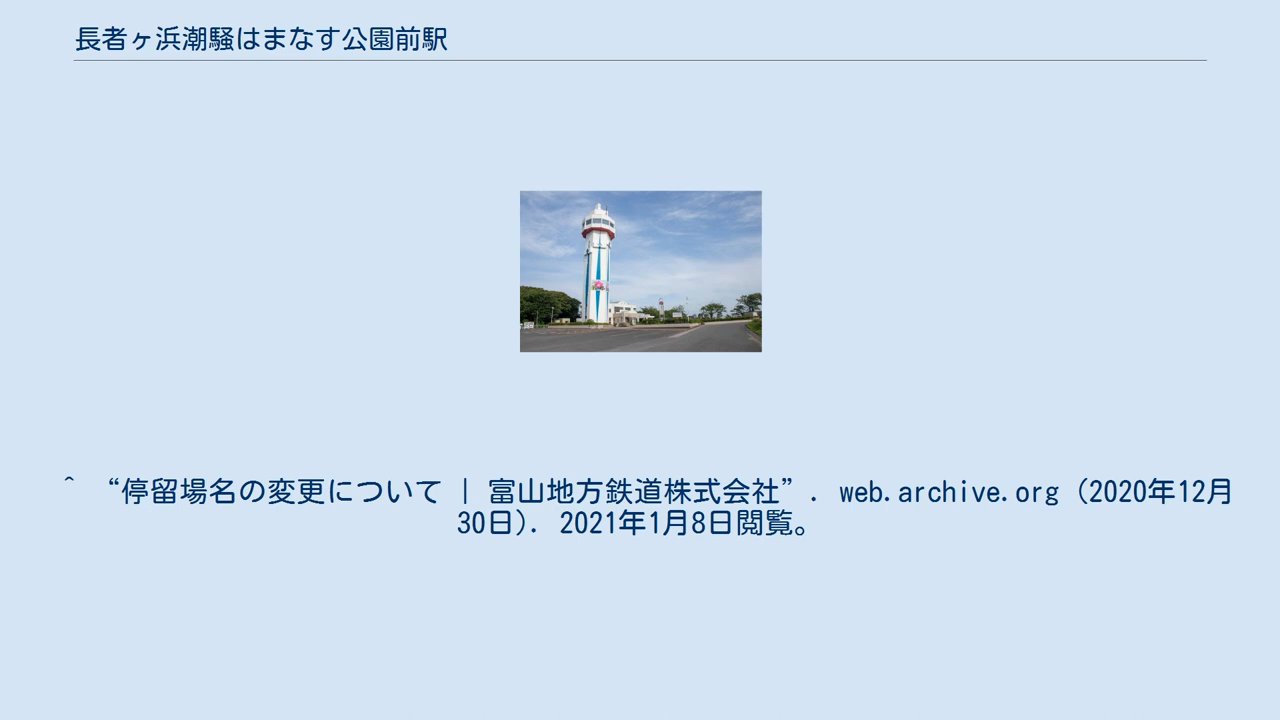 長者ヶ浜潮騒はまなす公園前駅
^ “停留場名の変更について | 富山地方鉄道株式会社”. web.archive.org (2020年12月
30日). 2021年1月8日閲覧。